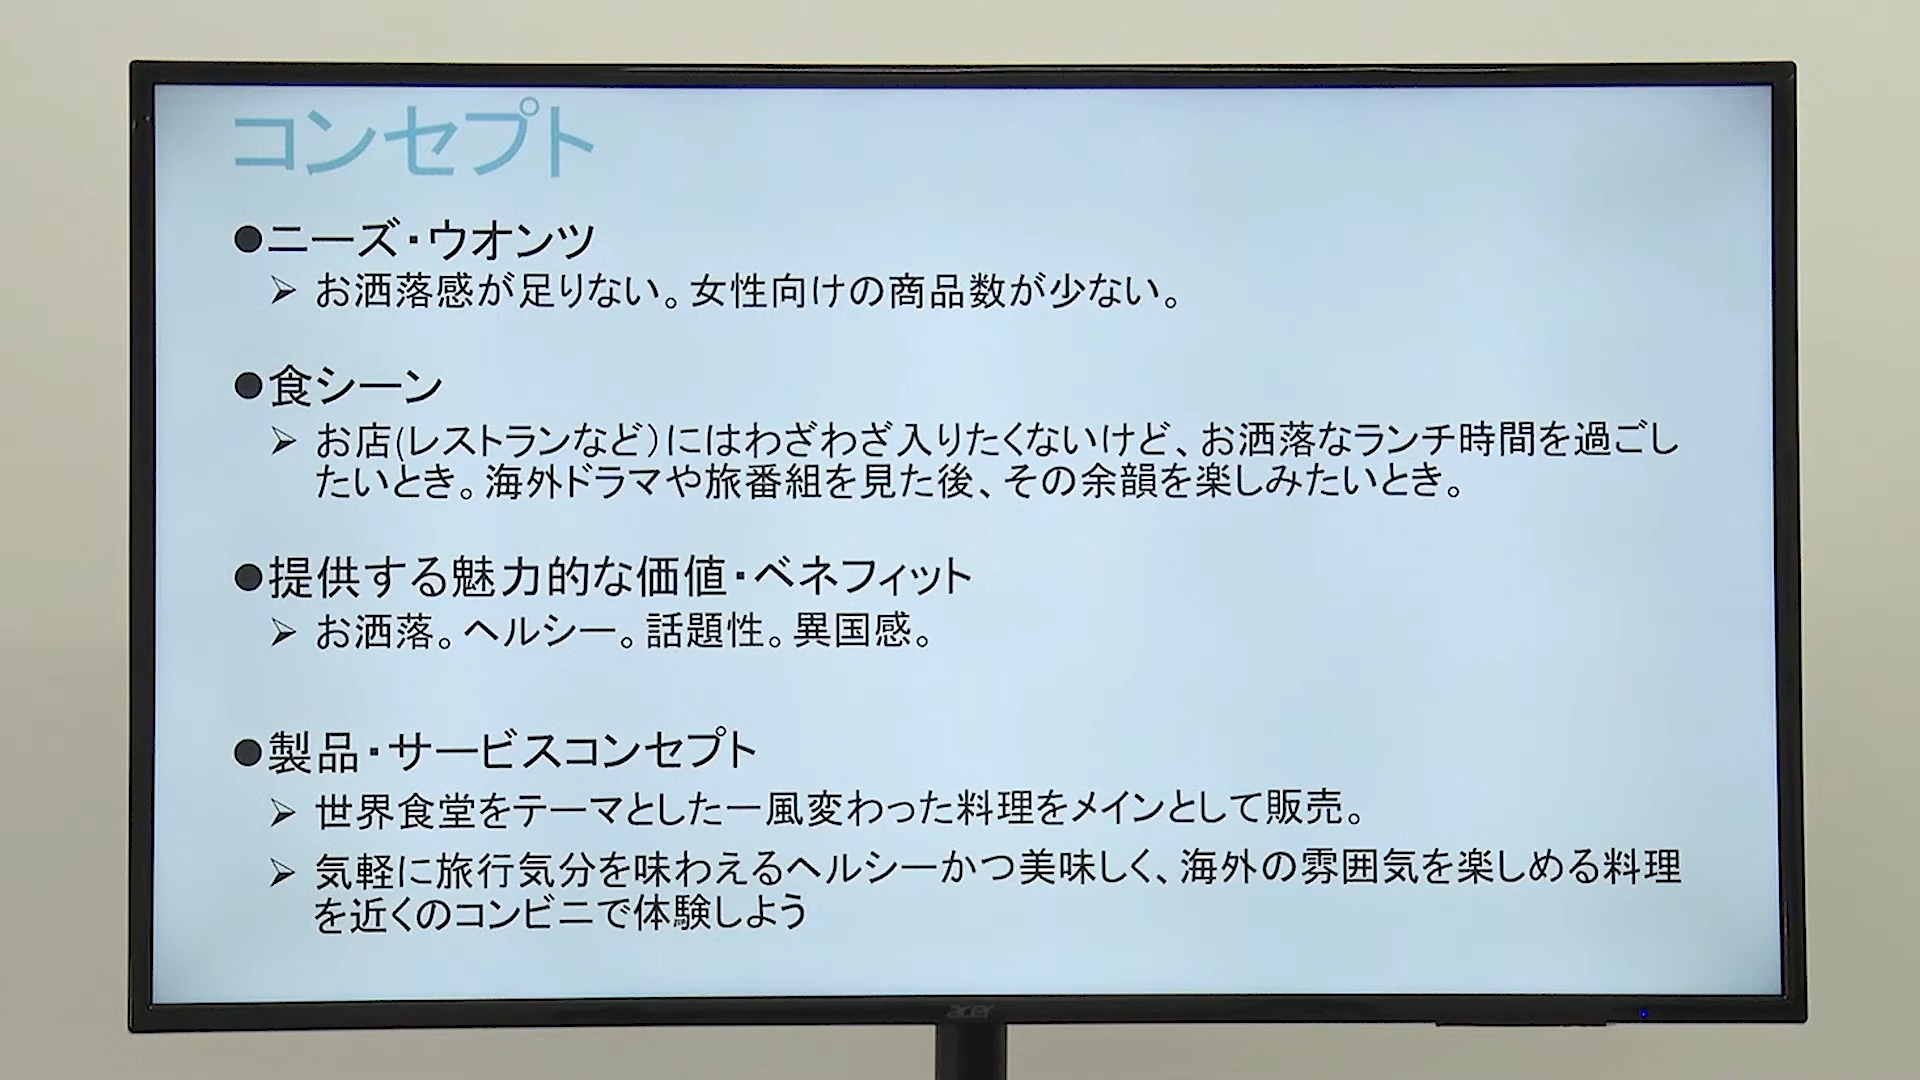 コンセプト
●ニーズ・ウオンツ
➢ お洒落感が足りない。女性向けの商品数が少ない。
●食シーン
➢ お店(レストランなど）にはわざわざ入りたくないけど、お洒落なランチ時間を過ごし
たいとき。海外ドラマや旅番組を見た後、その余韻を楽しみたいとき。
●提供する魅力的な価値・ベネフィット
➢ お洒落。ヘルシー。話題性。異国感。
●製品・サービスコンセプト
➢ 世界食堂をテーマとした一風変わった料理をメインとして販売。
➢ 気軽に旅行気分を味わえるヘルシーかつ美味しく、海外の雰囲気を楽しめる料理
を近くのコンビニで体験しよう
acer